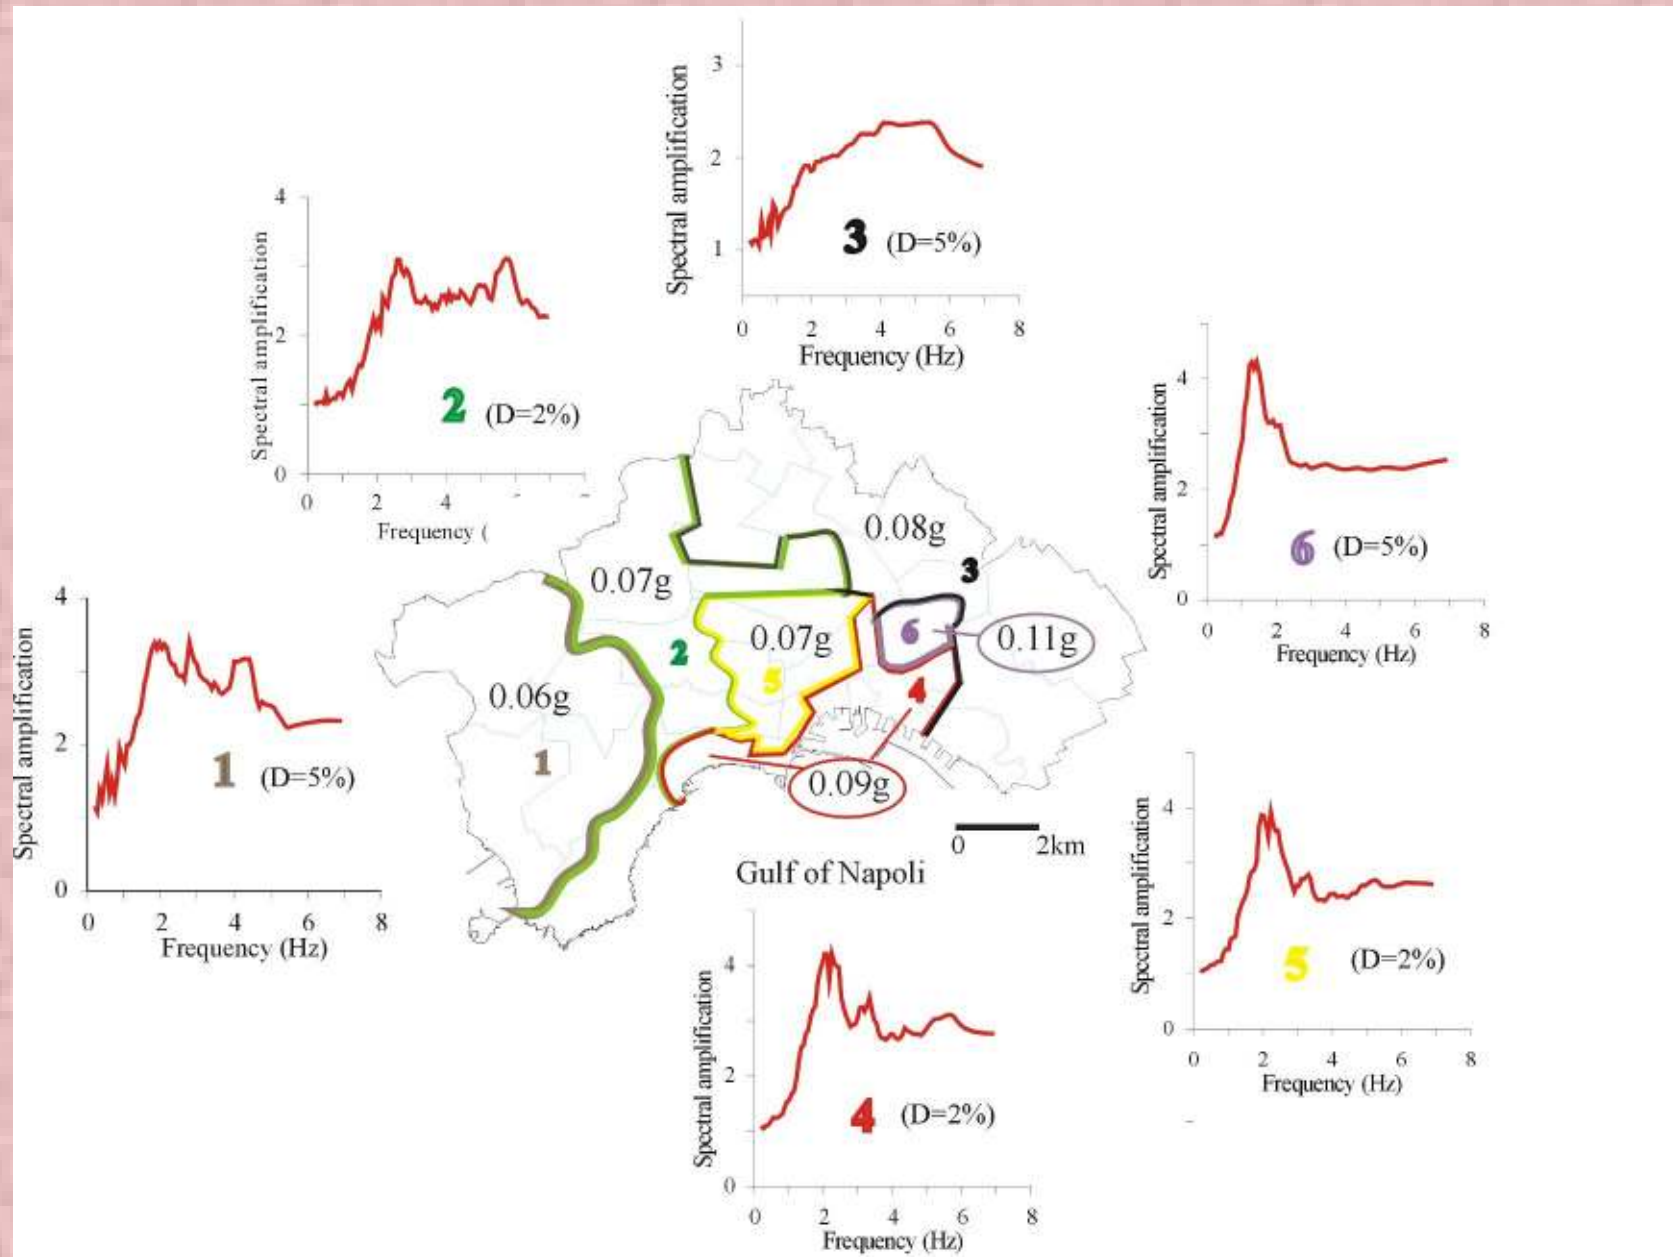 3
2
1
Spectral amplification
3 (D=5%)
0 2 4 6 8
Frequency (Hz)
4
2
0
Spectral amplification
2 (D=2%)
0 2 4
Frequency (
4
2
0
Spectral amplification
6 (D=5%)
0 2 4 6 8
Frequency (Hz)
4
2
0
Spectral amplification
1 (D=5%)
0 2 4 6 8
Frequency (Hz)
0.08g
3
0.07g
2
0.07g
5
6
0.11g
4
0.06g
1
0.09g
0 2km
Gulf of Napoli
4
2
0
Spectral amplification
5 (D=2%)
0 2 4 6 8
Frequency (Hz)
4
2
0
Spectral amplification
4 (D=2%)
0 2 4 6 8
Frequency (Hz)